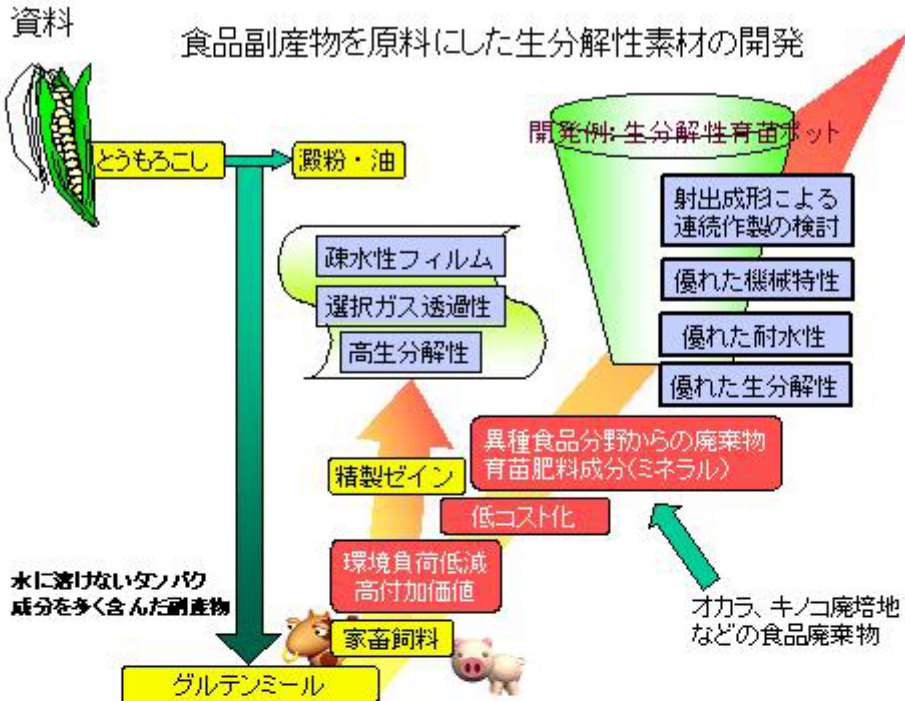 資料
食品副産物を原料にした生分解性素材の開発
開発例: 生分解性育苗ポット
とうもろこし
澱粉・油
射出成形による
連続作製の検討
疎水性フィルム
優れた機械特性
選択ガス透過性
優れた耐水性
高生分解性
優れた生分解性
異種食品分野からの廃棄物
育苗肥料成分(ミネラル)
精製ゼイン
低コスト化
環境負荷低減
高付加価値
水に溶けないタンパク
成分を多く含んだ副産物
オカラ、キノコ廃培地
などの食品廃棄物
家畜飼料
グルテンミール